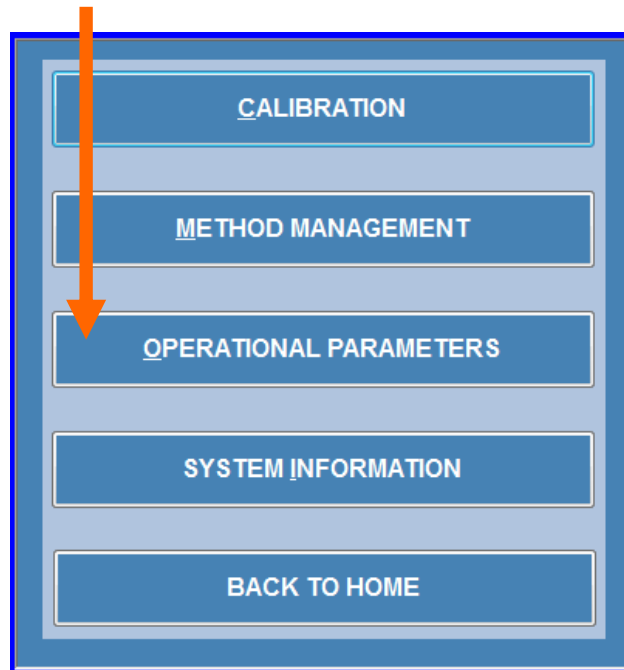 CALIBRATION
METHOD MANAGEMENT
OPERATIONAL PARAMETERS
SYSTEM INFORMATION
BACK TO HOME